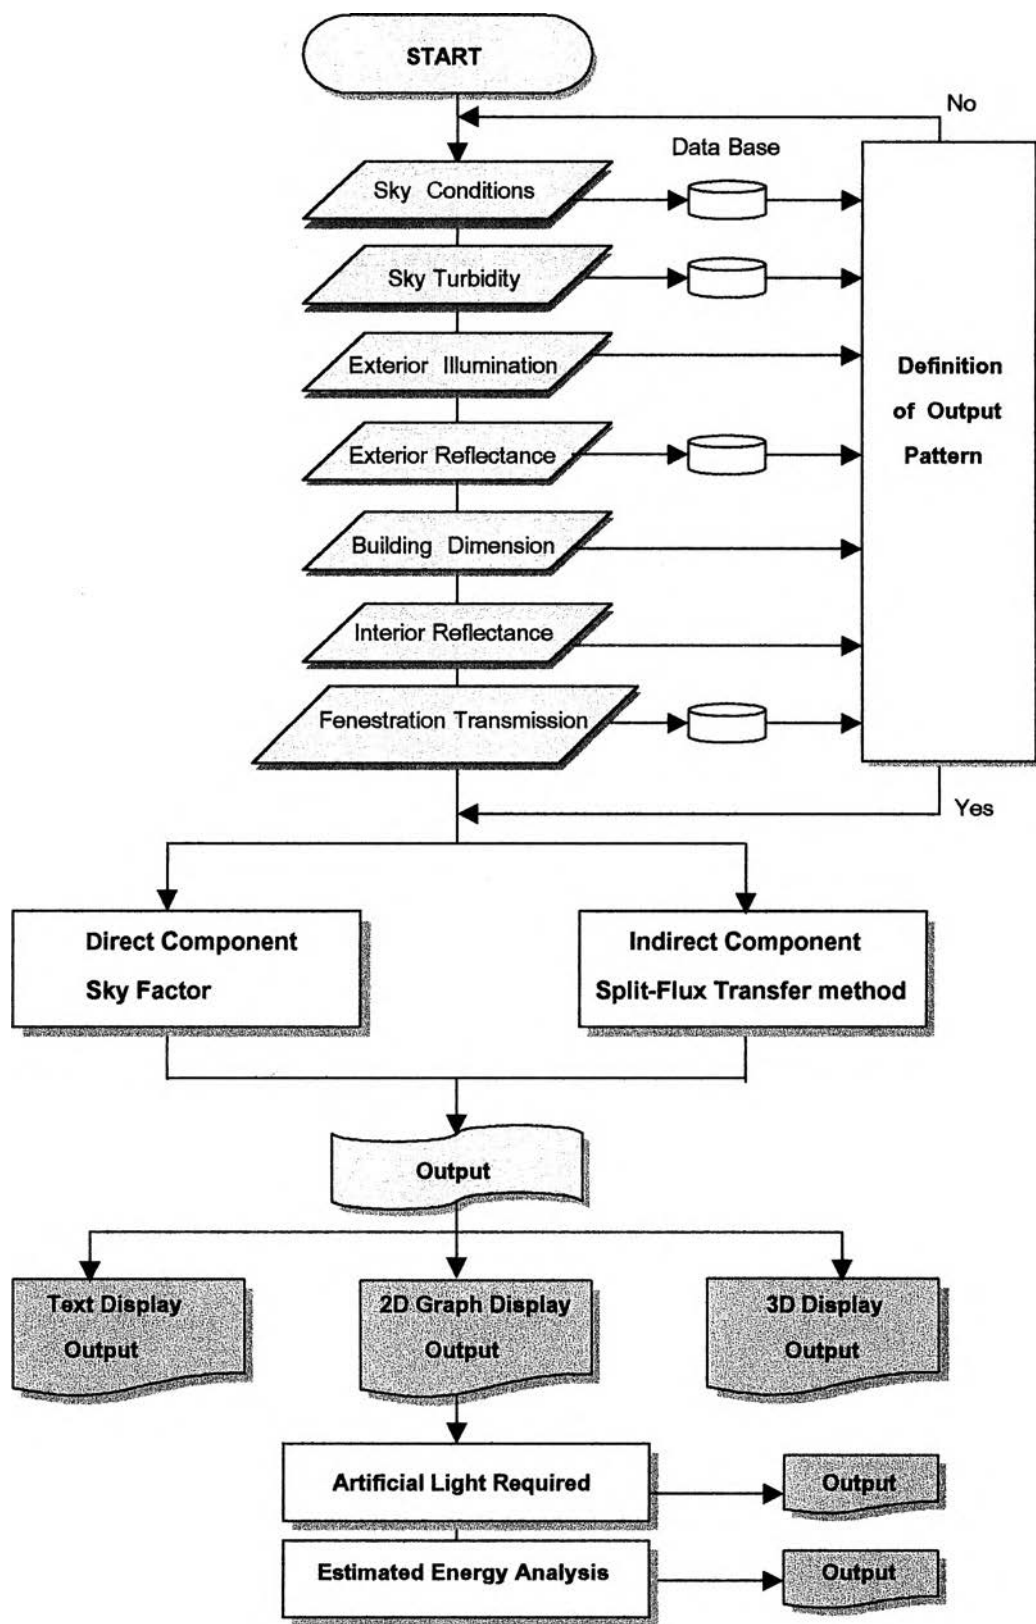 START
No
Data Base
Sky Conditions
Sky Turbidity
Exterior Illumination
Definition
of Output
Pattern
Exterior Reflectance
Building Dimension
Interior Reflectance
Fenestration Transmission
Yes
Direct Component
Sky Factor
Indirect Component
Split-Flux Transfer method
Output
Text Display
Output
2D Graph Display
Output
3D Display
Output
Artificial Light Required
Output
Estimated Energy Analysis
Output